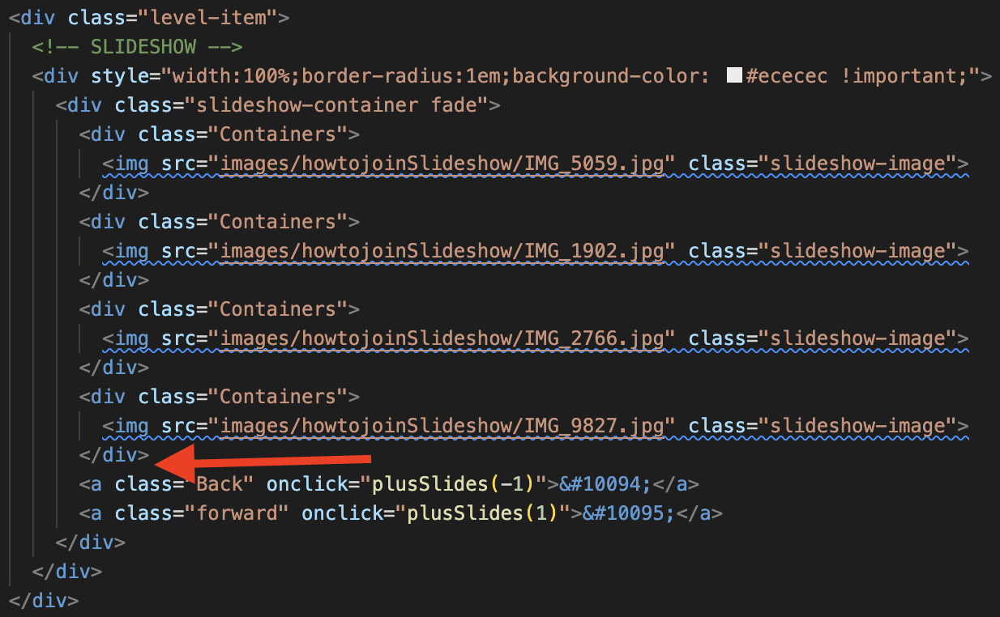 <div class="level-item">
<!-- SLIDESHOW -->
<div style="width:100%;border-radius:1em;background-color: #ececec !important;">
<div class="slideshow-container fade">
<div class="Containers">
<img src="images/howtojoinSlideshow/IMG_5059.jpg" class="slideshow-image">
</div>
<div class="Containers">
<img src="images/howtojoinSlideshow/IMG_1902.jpg" class="slideshow-image">
</div>
<div class="Containers">
<img src="images/howtojoinSlideshow/IMG_2766.jpg" class="slideshow-image">
</div>
<div class="Containers">
<img src="images/howtojoinSlideshow/IMG_9827.jpg" class="slideshow-image">
</div>
<a class="Back" onclick="plusSlides(-1)">&#10094;</a>
<a class="forward" onclick="plusSlides(1)">&#10095;</a>
</div>
</div>
</div>